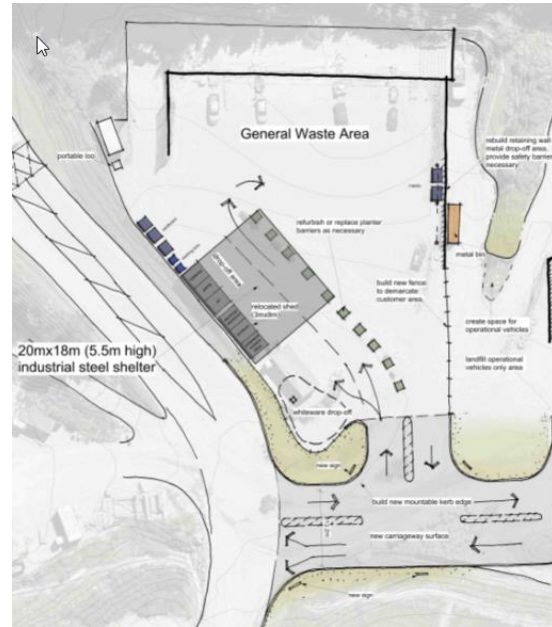 General Waste Area
portable loo
rebuild retaining wall
metal drop-off area,
provide safety barrier
necessary
refurbish or replace planter
barriers as necessary
drop-off area
metal bin
build new fence
to demarcate
customer area.
relocated shed
create space for
operational vehicles
20mx18m (5.5m high)
industrial steel shelter
landfill operational
vehicles only area
whiteware drop-off
new sign
build new mountable kerb edge
new carriageway surface
new sign